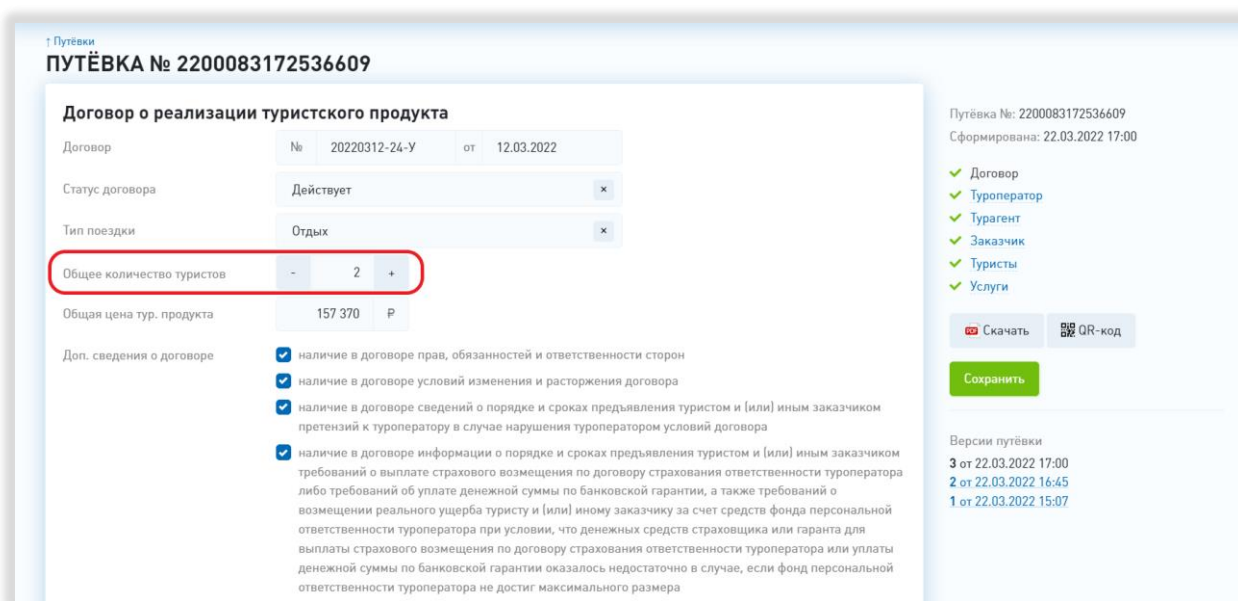 ↑ Путёвки
ПУТЁВКА № 2200083172536609
Договор о реализации туристского продукта
Договор № 20220312-24-У от 12.03.2022
Статус договора Действует ×
Тип поездки Отдых ×
Общее количество туристов - 2 +
Общая цена тур. продукта 157 370 ₽
Доп. сведения о договоре наличие в договоре прав, обязанностей и ответственности сторон
наличие в договоре условий изменения и расторжения договора
наличие в договоре сведений о порядке и сроках предъявления туристом и (или) иным заказчиком
претензий к туроператору в случае нарушения туроператором условий договора
наличие в договоре информации о порядке и сроках предъявления туристом и (или) иным заказчиком
требований о выплате страхового возмещения по договору страхования ответственности туроператора
либо требований об уплате денежной суммы по банковской гарантии, а также требований о
возмещении реального ущерба туристу и (или) иному заказчику за счет средств фонда персональной
ответственности туроператора при условии, что денежных средств страховщика или гаранта для
выплаты страхового возмещения по договору страхования ответственности туроператора или уплаты
денежной суммы по банковской гарантии оказалось недостаточно в случае, если фонд персональной
ответственности туроператора не достиг максимального размера
Путёвка №: 2200083172536609
Сформирована: 22.03.2022 17:00
Договор
Туроператор
Турагент
Заказчик
Туристы
Услуги
PDF Скачать QR-код
Сохранить
Версии путёвки
3 от 22.03.2022 17:00
2 от 22.03.2022 16:45
1 от 22.03.2022 15:07